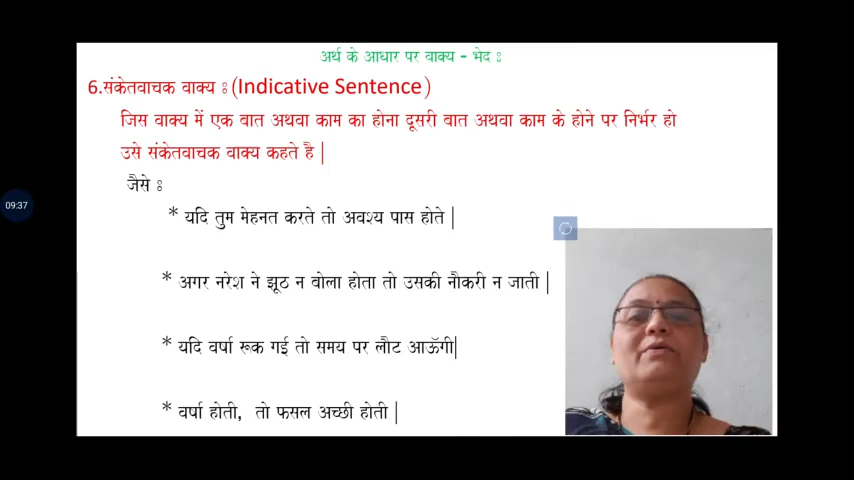 अर्थ के आधार पर वाक्य - भेद :
6.संकेतवाचक वाक्य : (Indicative Sentence)
जिस वाक्य में एक बात अथवा काम का होना दूसरी बात अथवा काम के होने पर निर्भर हो
उसे संकेतवाचक वाक्य कहते है |
जैसे :
09:37
* यदि तुम मेहनत करते तो अवश्य पास होते |
* अगर नरेश ने झूठ न बोला होता तो उसकी नौकरी न जाती |
* यदि वर्षा रूक गई तो समय पर लौट आऊॅंगी|
* वर्षा होती, तो फसल अच्छी होती |